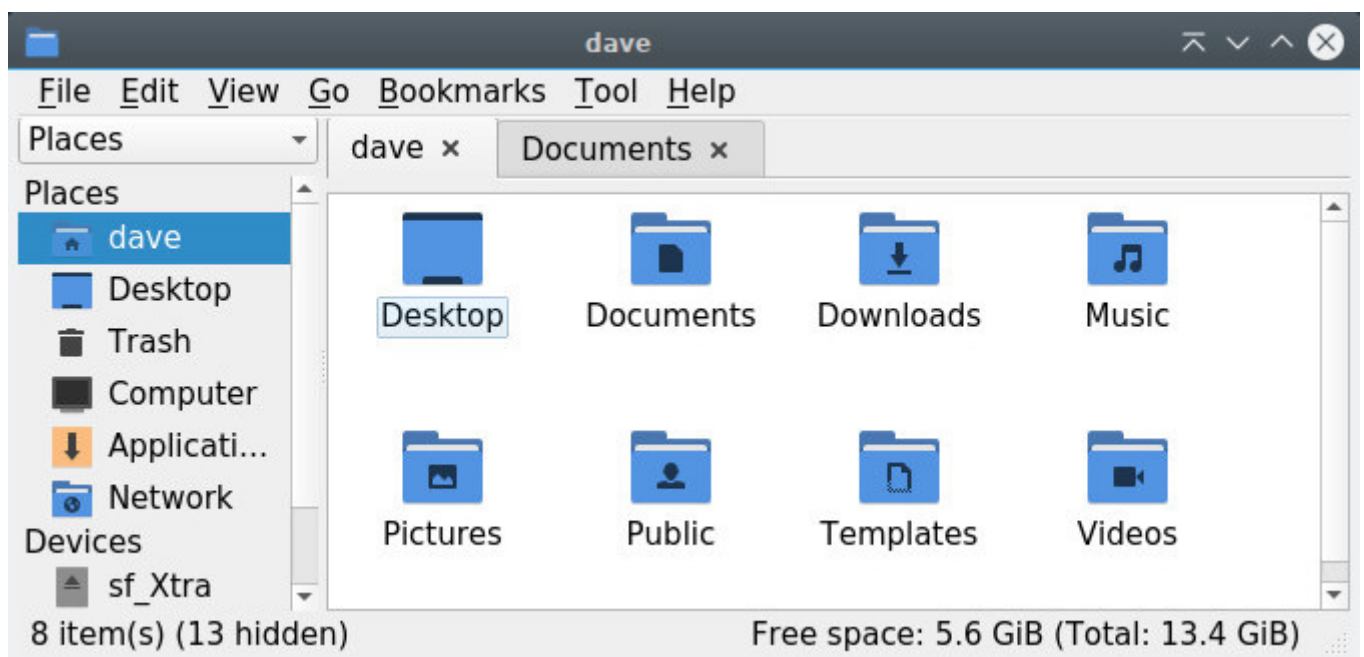 dave
File Edit View Go Bookmarks Tool Help
Places
dave × Documents ×
Places
dave
Desktop
Trash
Computer
Applicati...
Network
Devices
sf_Xtra
Desktop Documents Downloads Music
Pictures Public Templates Videos
8 item(s) (13 hidden) Free space: 5.6 GiB (Total: 13.4 GiB)